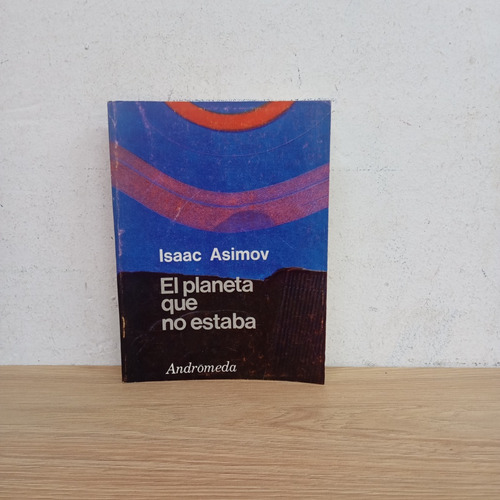 Isaac Asimov
El planeta
que
no estaba
Andromeda